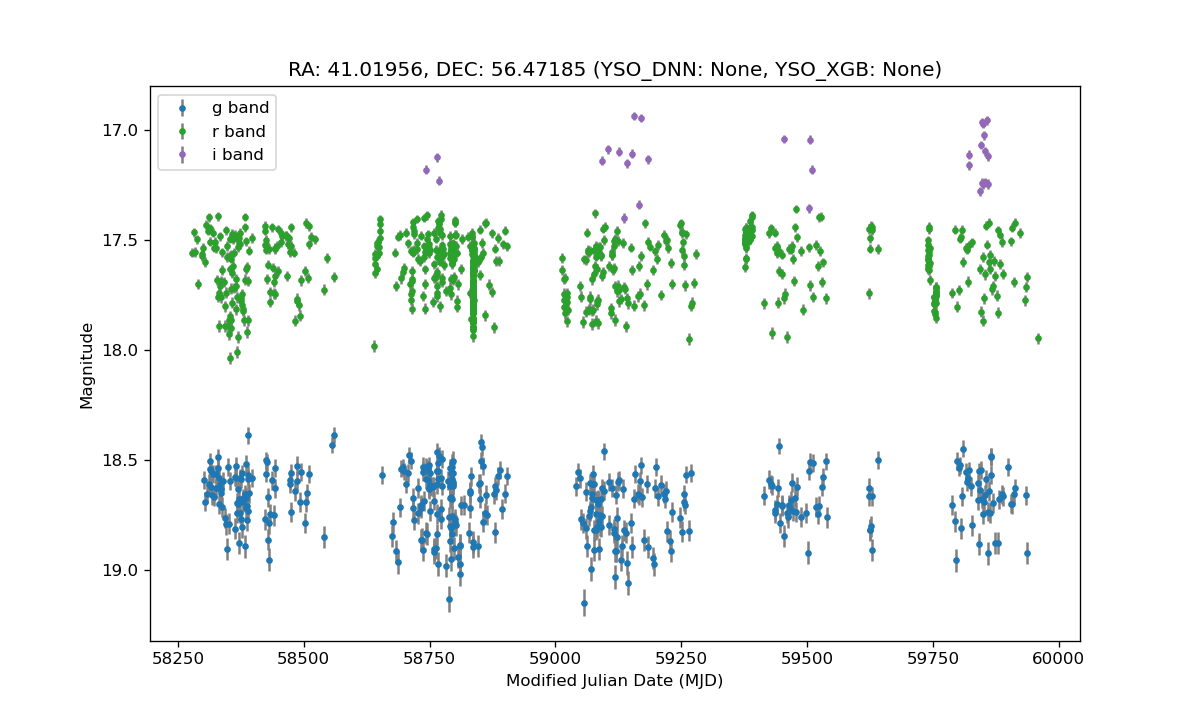 RA: 41.01956, DEC: 56.47185 (YSO_DNN: None, YSO_XGB: None)
g band
r band
i band
17.0
17.5
18.0
18.5
19.0
Magnitude
58250 58500 58750 59000 59250 59500 59750 60000
Modified Julian Date (MJD)